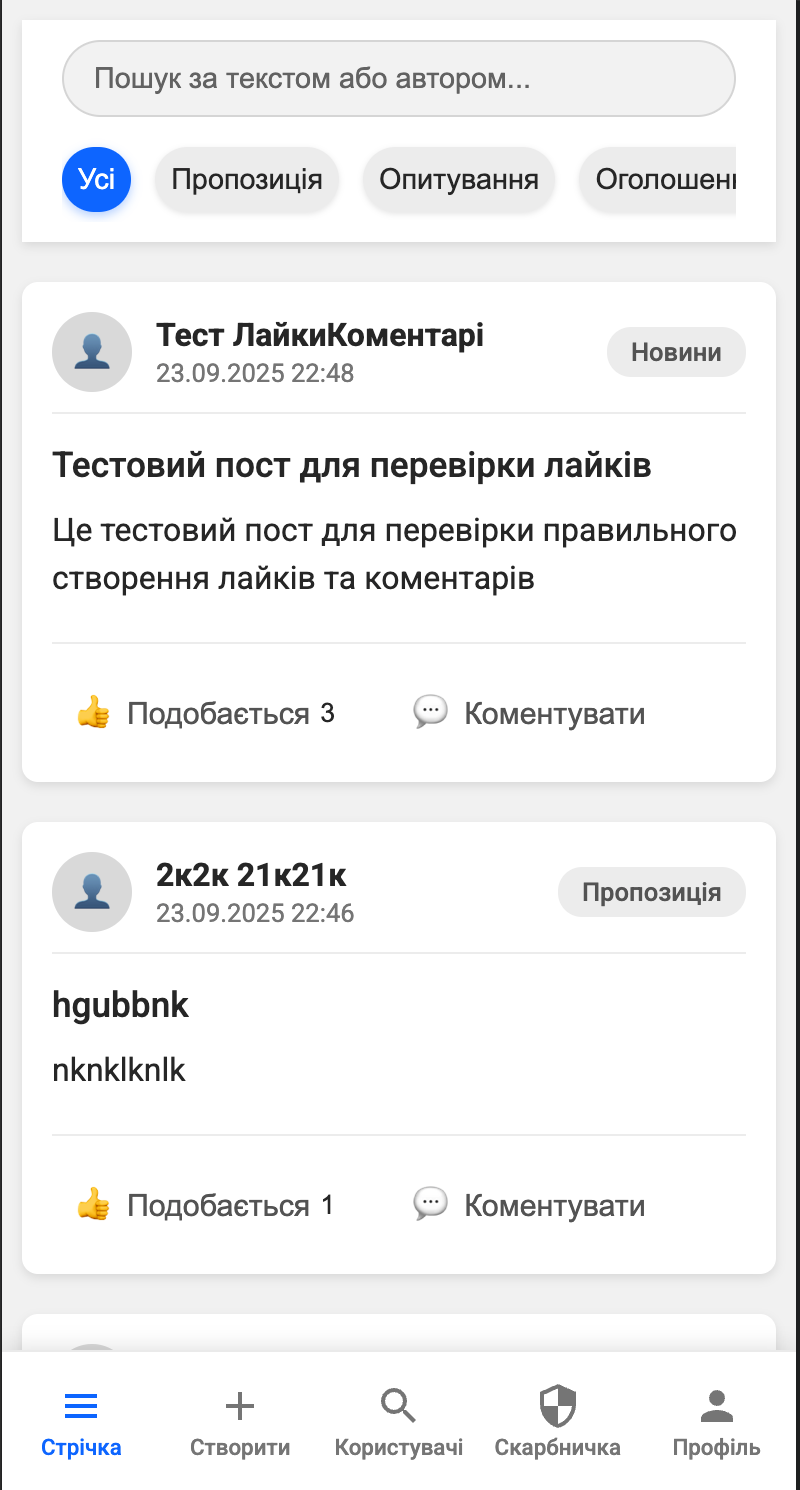 Пошук за текстом або автором...
Усі
Пропозиція
Опитування
Оголошен
Тест ЛайкиКоментарі
23.09.2025 22:48
Новини
Тестовий пост для перевірки лайків
Це тестовий пост для перевірки правильного
створення лайків та коментарів
Подобається 3
Коментувати
2к2к 21к21к
23.09.2025 22:46
Пропозиція
hgubbnk
nknklknlk
Подобається 1
Коментувати
Стрічка
Створити
Користувачі
Скарбничка
Профіль